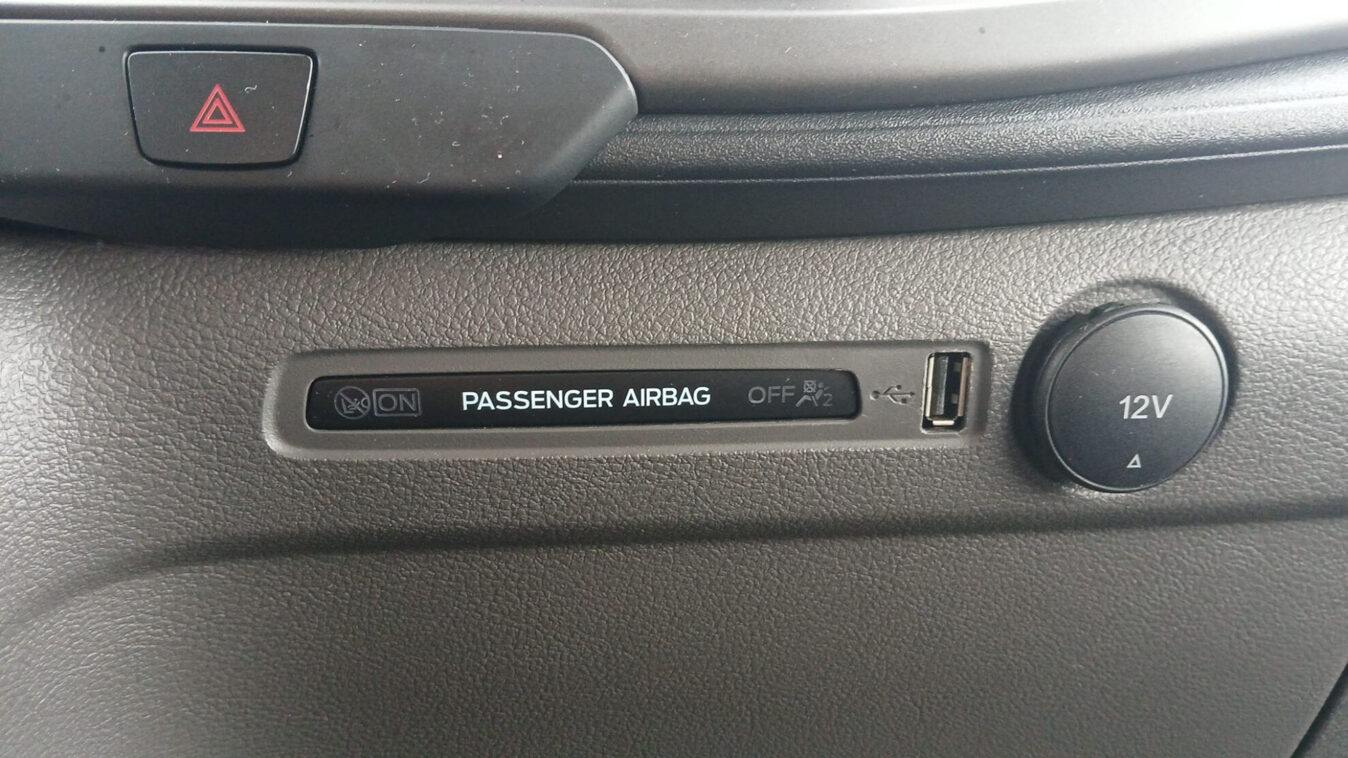 ON PASSENGER AIRBAG OFF 2
12V